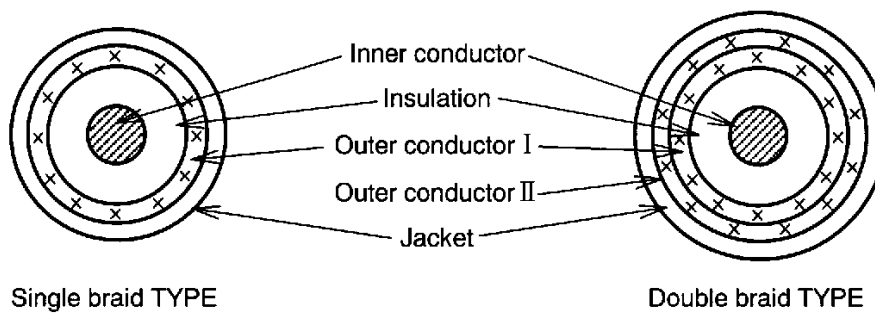 Inner conductor
Insulation
Outer conductor Ⅰ
Outer conductor Ⅱ
Jacket
Single braid TYPE
Double braid TYPE